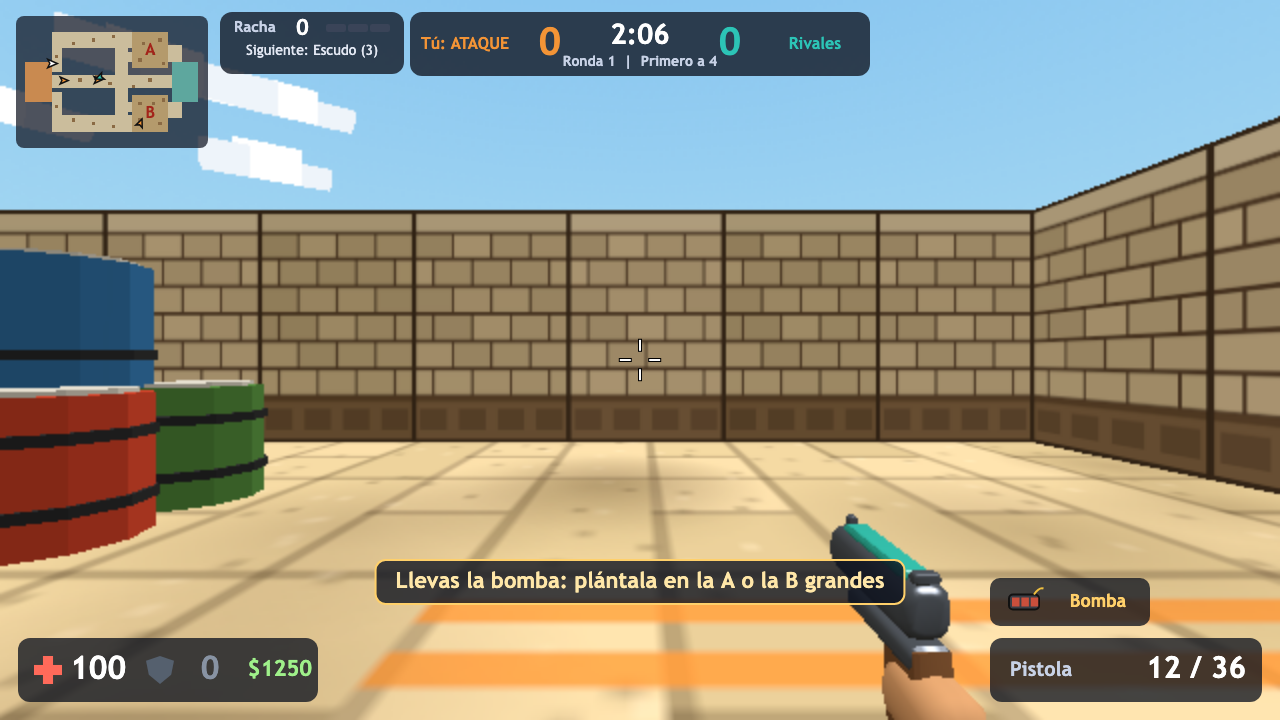 A
B
Racha 0
Siguiente: Escudo (3)
Tú: ATAQUE 0 2:06 0 Rivales
Ronda 1 | Primero a 4
Llevas la bomba: plántala en la A o la B grandes
Bomba
100 0 $1250
Pistola 12 / 36